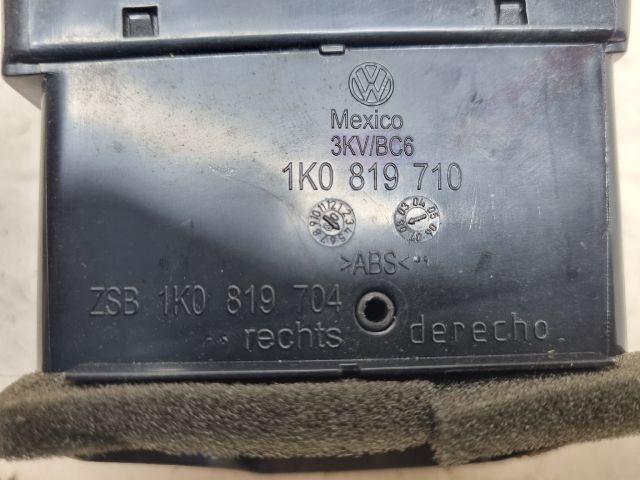 Mexico
3KV/BC6
1K0 819 710
>ABS<
ZSB 1K0 819 704
rechts derecho